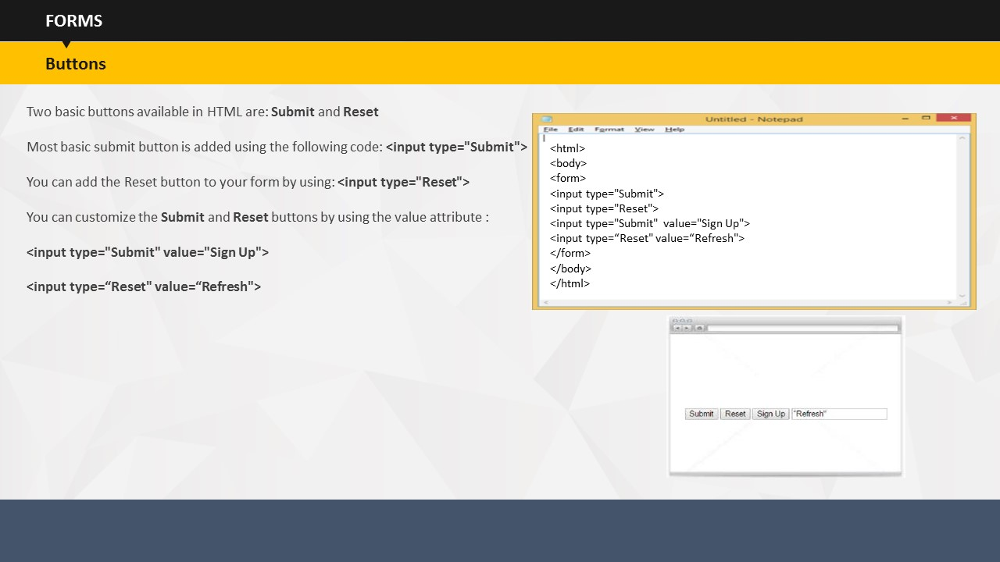 FORMS
Buttons
Two basic buttons available in HTML are: Submit and Reset
Most basic submit button is added using the following code: <input type="Submit">
You can add the Reset button to your form by using: <input type="Reset">
You can customize the Submit and Reset buttons by using the value attribute :
<input type="Submit" value="Sign Up">
<input type=“Reset" value=“Refresh">
Untitled - Notepad
File Edit Format View Help
<html>
<body>
<form>
<input type="Submit">
<input type="Reset">
<input type="Submit"  value="Sign Up">
<input type=“Reset" value=“Refresh">
</form>
</body>
</html>
Submit Reset Sign Up “Refresh"